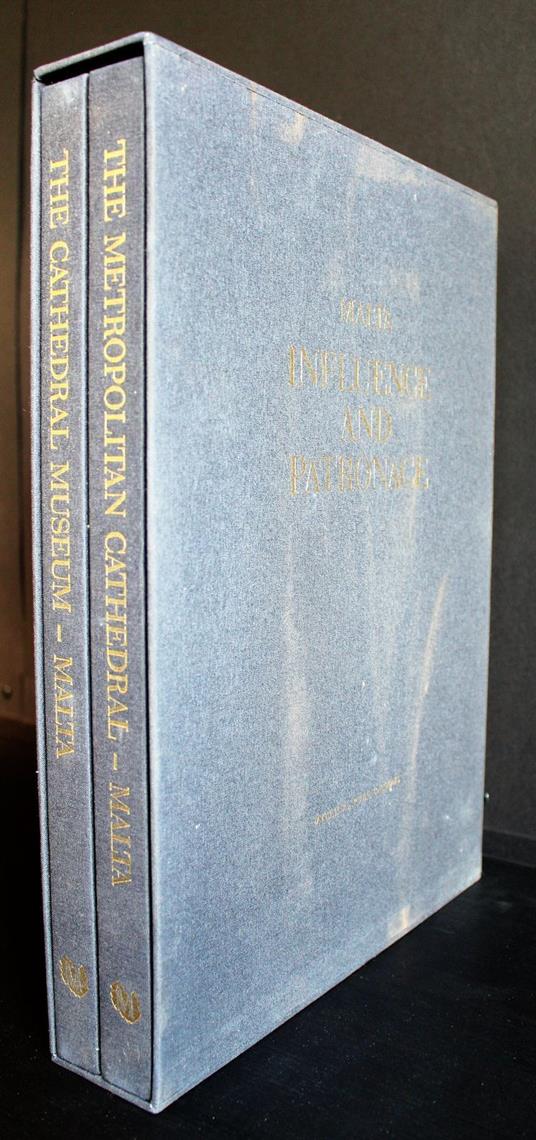 THE CATHEDRAL MUSEUM – MALTA
THE METROPOLITAN CATHEDRAL – MALTA
MALTA
INFLUENCE
AND
PATRONAGE